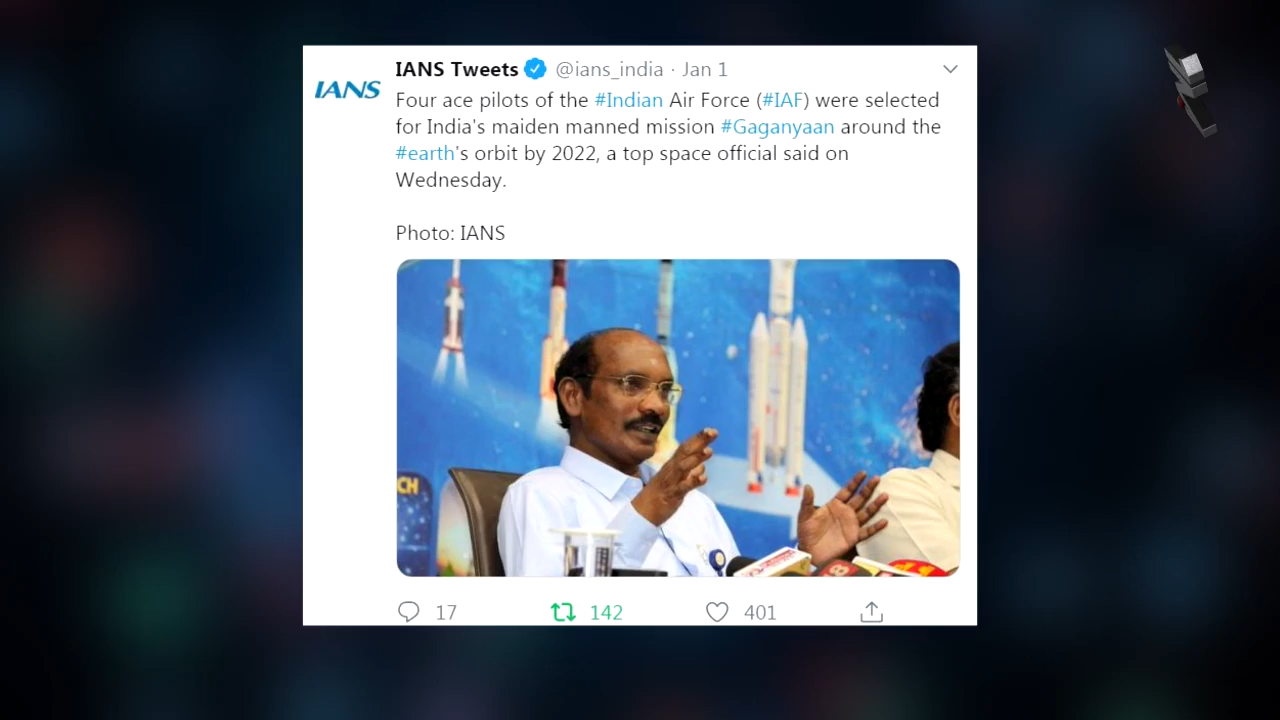 IANS Tweets @ians_india · Jan 1
IANS
Four ace pilots of the #Indian Air Force (#IAF) were selected
for India's maiden manned mission #Gaganyaan around the
#earth's orbit by 2022, a top space official said on
Wednesday.
Photo: IANS
CH
17 142 401